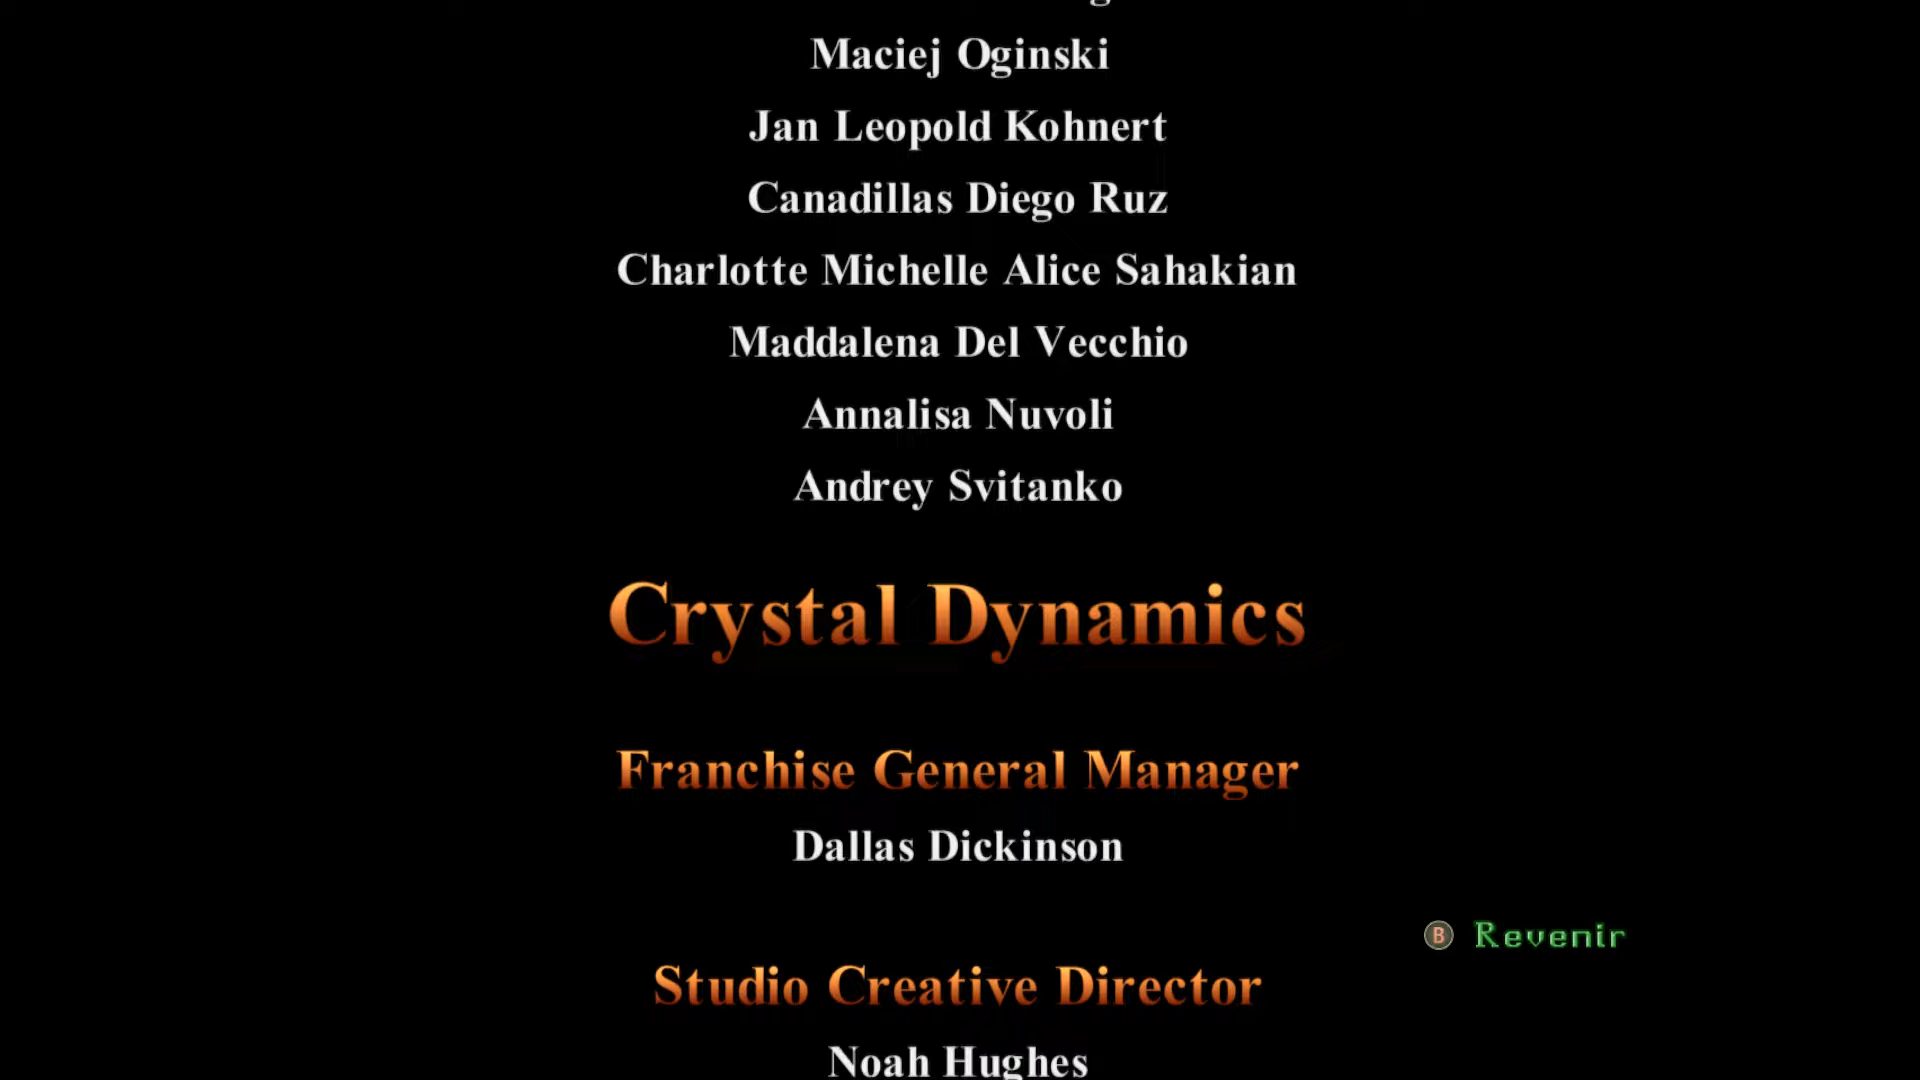 Maciej Oginski
Jan Leopold Kohnert
Canadillas Diego Ruz
Charlotte Michelle Alice Sahakian
Maddalena Del Vecchio
Annalisa Nuvoli
Andrey Svitanko
Crystal Dynamics
Franchise General Manager
Dallas Dickinson
B Revenir
Studio Creative Director
Noah Hughes